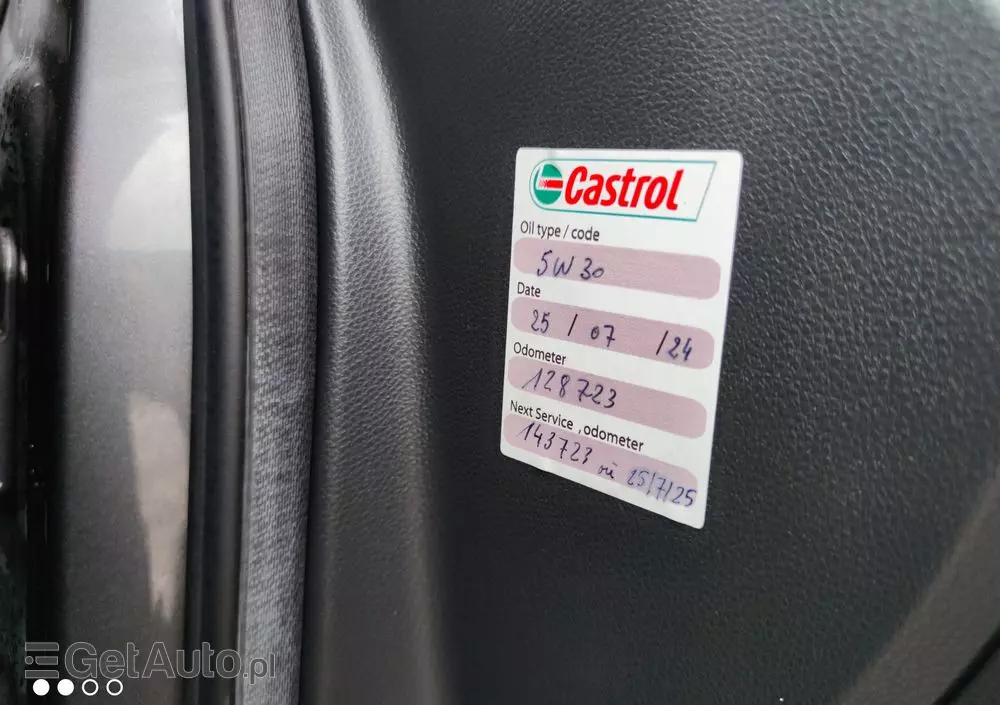 Castrol
Oil type / code
5W30
Date
25 / 07 /24
Odometer
128723
Next Service ,odometer
143723 25/7/25
GetAuto.pl